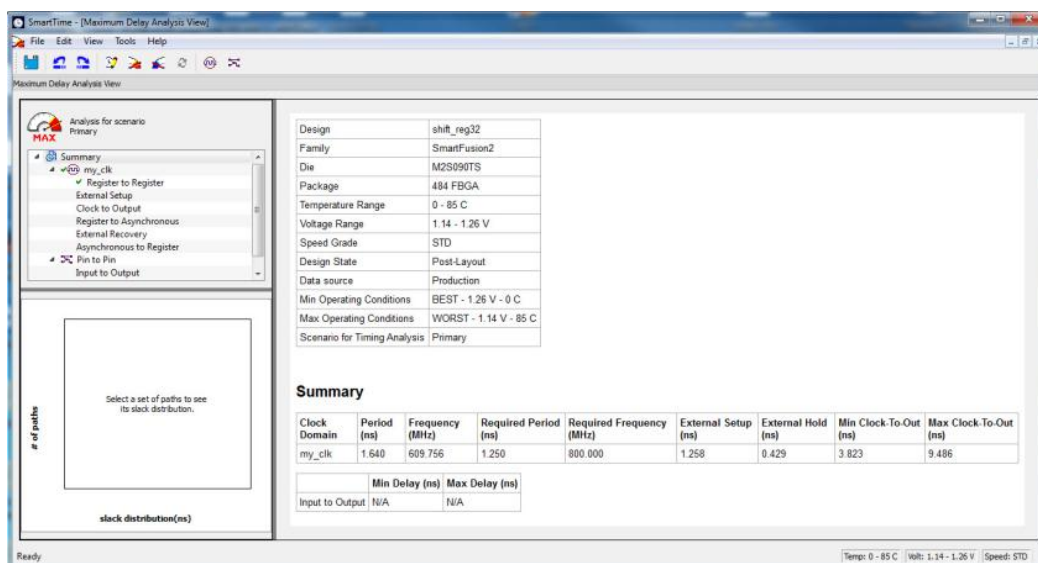 SmartTime - [Maximum Delay Analysis View]
File Edit View Tools Help
Maximum Delay Analysis View
MAX
Analysis for scenario
Primary
Summary
my_clk
Register to Register
External Setup
Clock to Output
Register to Asynchronous
External Recovery
Asynchronous to Register
Pin to Pin
Input to Output
# of paths
Select a set of paths to see
its slack distribution.
slack distribution(ns)
Design shift_reg32
Family SmartFusion2
Die M2S090TS
Package 484 FBGA
Temperature Range 0 - 85 C
Voltage Range 1.14 - 1.26 V
Speed Grade STD
Design State Post-Layout
Data source Production
Min Operating Conditions BEST - 1.26 V - 0 C
Max Operating Conditions WORST - 1.14 V - 85 C
Scenario for Timing Analysis Primary
Summary
Clock Domain Period (ns) Frequency (MHz) Required Period (ns) Required Frequency (MHz) External Setup (ns) External Hold (ns) Min Clock-To-Out (ns) Max Clock-To-Out (ns)
my_clk 1.640 609.756 1.250 800.000 1.258 0.429 3.823 9.486
Min Delay (ns) Max Delay (ns)
Input to Output N/A N/A
Ready Temp: 0 - 85 C Volt: 1.14 - 1.26 V Speed: STD